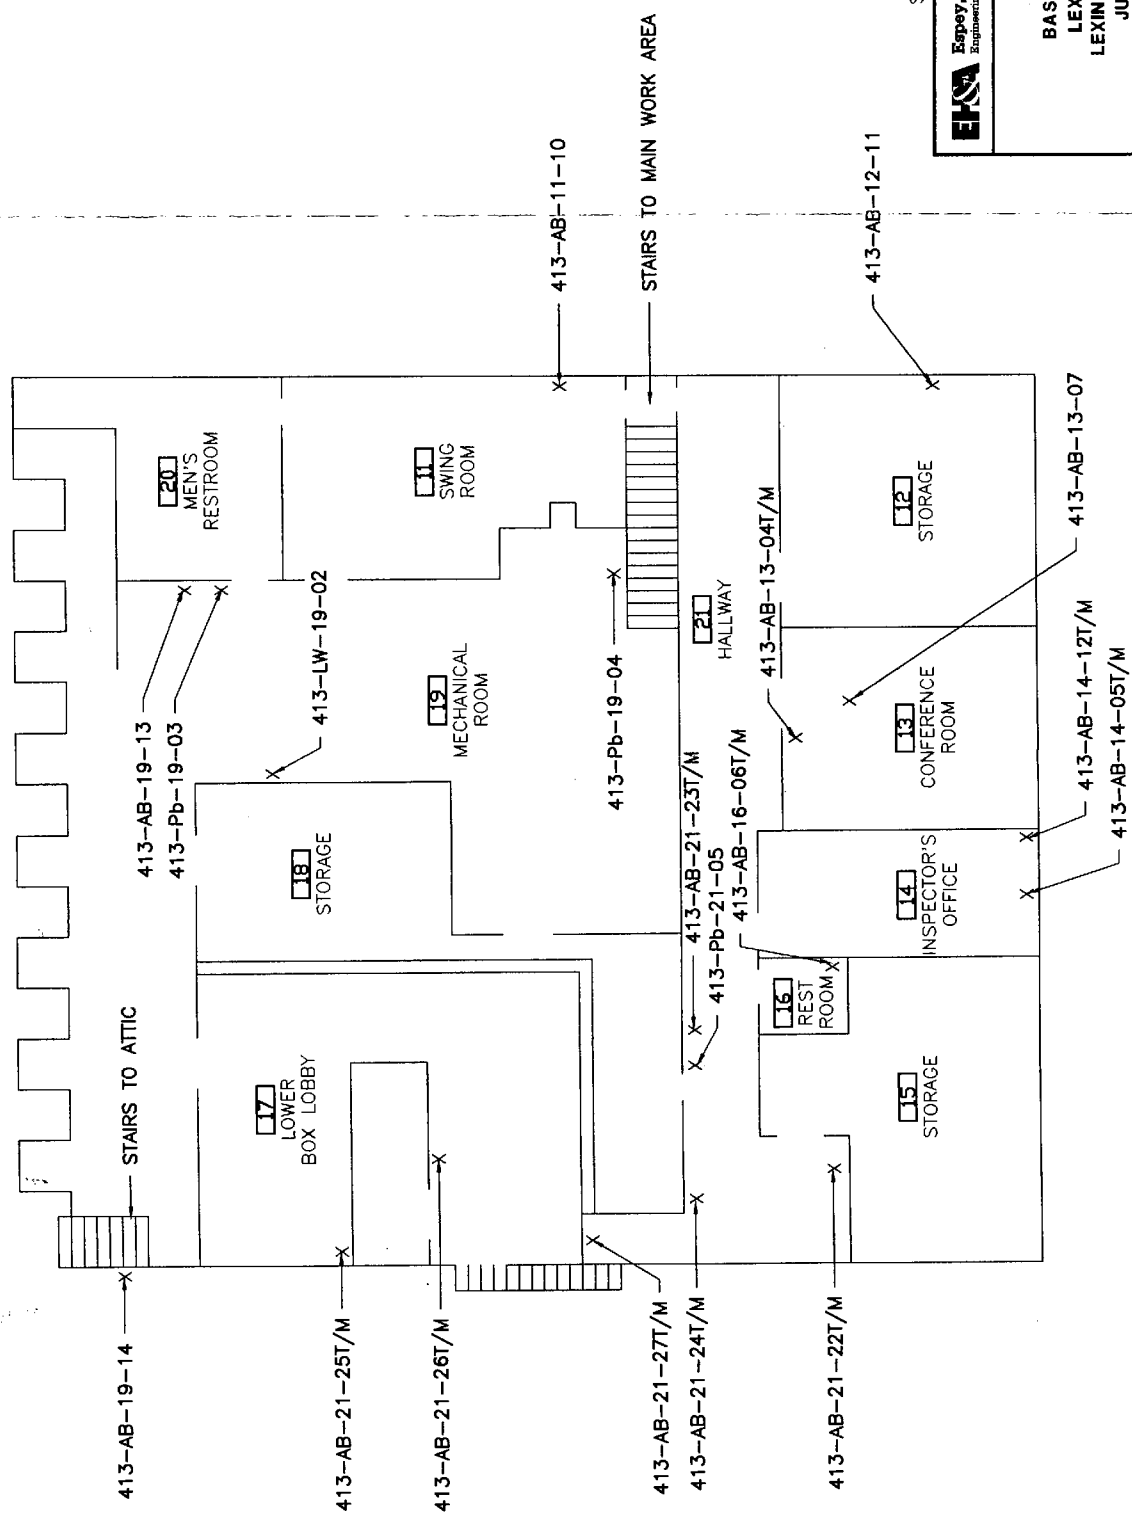 413-AB-19-14
STAIRS TO ATTIC
413-AB-19-13
413-Pb-19-03
413-LW-19-02
20
MEN'S
RESTROOM
413-AB-21-25T/M
413-AB-21-26T/M
17
LOWER
BOX LOBBY
18
STORAGE
19
MECHANICAL
ROOM
11
SWING
ROOM
413-AB-11-10
413-Pb-19-04
STAIRS TO MAIN WORK AREA
413-AB-21-27T/M
413-AB-21-24T/M
413-AB-21-23T/M
413-Pb-21-05
413-AB-16-06T/M
21
HALLWAY
413-AB-13-04T/M
413-AB-21-22T/M
16
REST
ROOM
15
STORAGE
14
INSPECTOR'S
OFFICE
13
CONFERENCE
ROOM
12
STORAGE
413-AB-12-11
413-AB-13-07
413-AB-14-12T/M
413-AB-14-05T/M
EH&A
Espey,
Engineering
BAS
LEX
LEXIN
JU